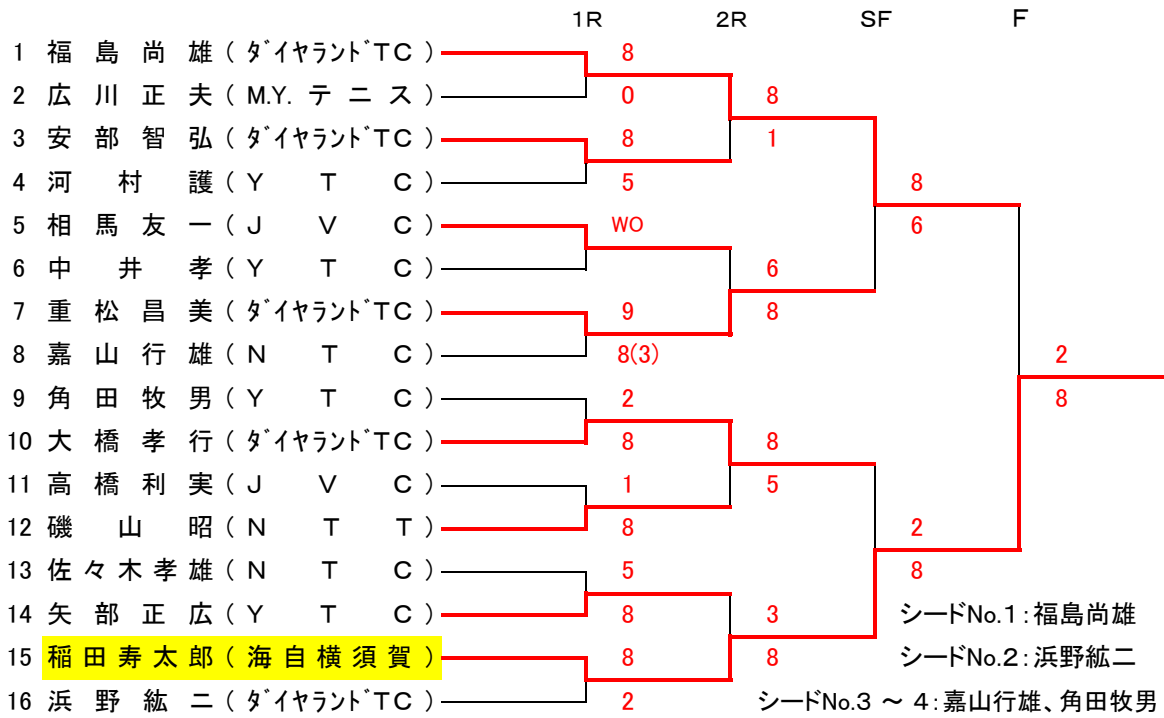 1R 2R SF F
1 福島尚雄(ダイヤランドTC) 8
2 広川正夫(M.Y.テニス) 0 8
3 安部智弘(ダイヤランドTC) 8 1
4 河村護(YTC) 5 8
5 相馬友一(JVC) WO 6
6 中井孝(YTC) 6
7 重松昌美(ダイヤランドTC) 9 8
8 嘉山行雄(NTC) 8(3) 2
9 角田牧男(YTC) 2 8
10 大橋孝行(ダイヤランドTC) 8 8
11 高橋利実(JVC) 1 5
12 磯山昭(NTT) 8 2
13 佐々木孝雄(NTC) 5 8
14 矢部正広(YTC) 8 3 シードNo.1:福島尚雄
15 稲田寿太郎(海自横須賀) 8 8 シードNo.2:浜野紘二
16 浜野紘二(ダイヤランドTC) 2 シードNo.3 ~ 4:嘉山行雄、角田牧男